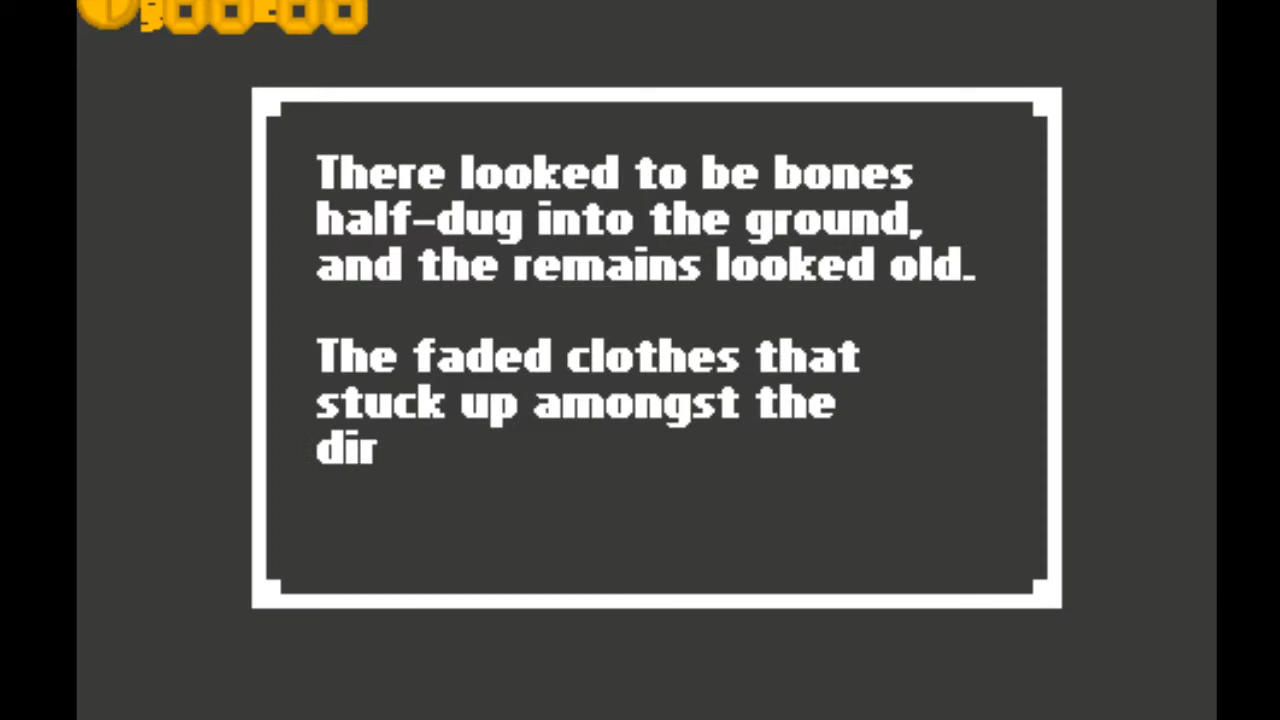 There looked to be bones
half-dug into the ground,
and the remains looked old.
The faded clothes that
stuck up amongst the
dir